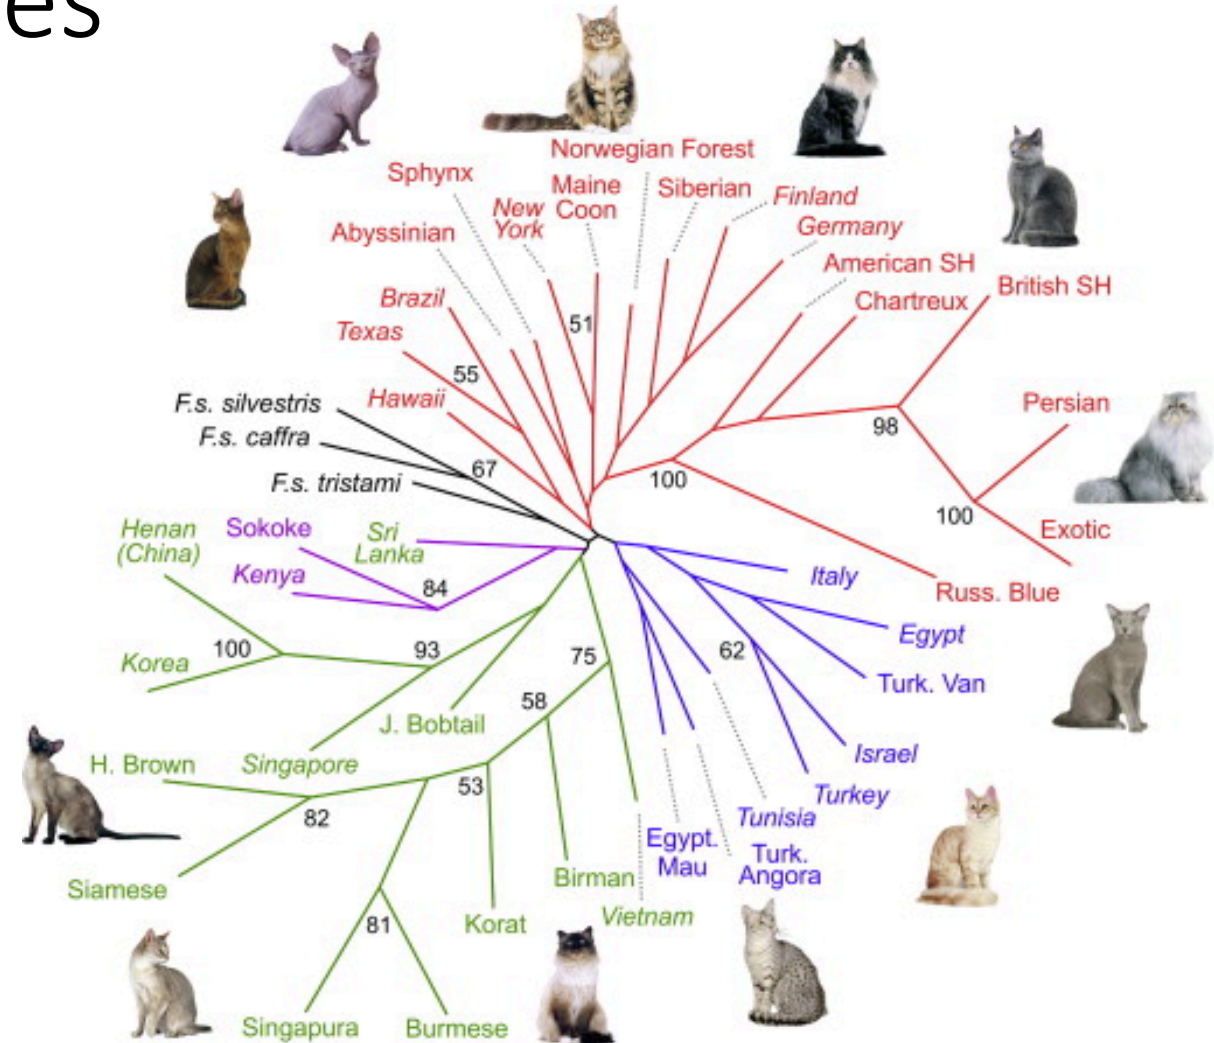 es
Norwegian Forest
Sphynx
Maine
Coon
Siberian
Finland
New
York
Germany
Abyssinian
American SH
British SH
Brazil
Chartreux
Texas
51
55
Hawaii
F.s. silvestris
Persian
F.s. caffra
98
67
F.s. tristami
100
100
Henan
(China)
Sokoke
Sri
Lanka
Exotic
Kenya
Italy
84
Russ. Blue
Egypt
100
93
75
62
Korea
Turk. Van
58
J. Bobtail
Israel
H. Brown
Singapore
53
Turkey
82
Tunisia
Egypt.
Mau
Turk.
Angora
Siamese
Birman
Vietnam
81
Korat
Singapura
Burmese